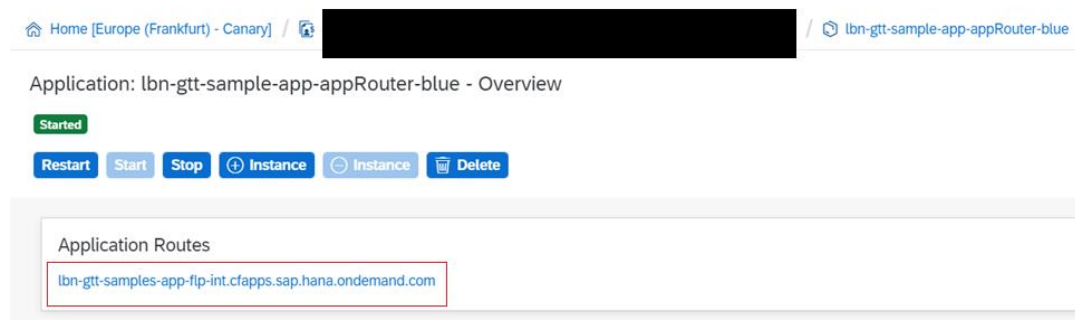 Home [Europe (Frankfurt) - Canary] / / lbn-gtt-sample-app-appRouter-blue
Application: lbn-gtt-sample-app-appRouter-blue - Overview
Started
Restart Start Stop Instance Instance Delete
Application Routes
lbn-gtt-samples-app-flp-int.cfapps.sap.hana.ondemand.com